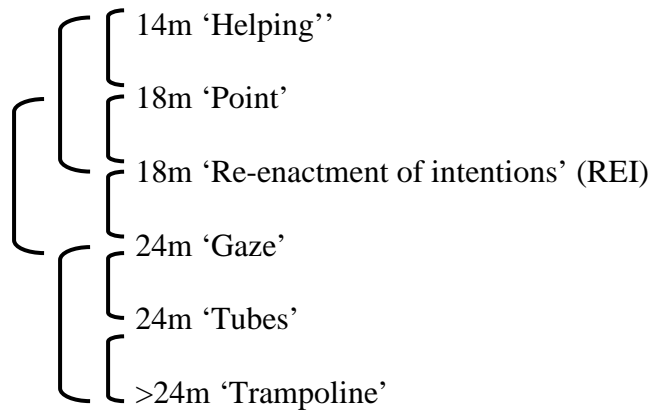 14m ‘Helping’’
18m ‘Point’
18m ‘Re-enactment of intentions’ (REI)
24m ‘Gaze’
24m ‘Tubes’
>24m ‘Trampoline’